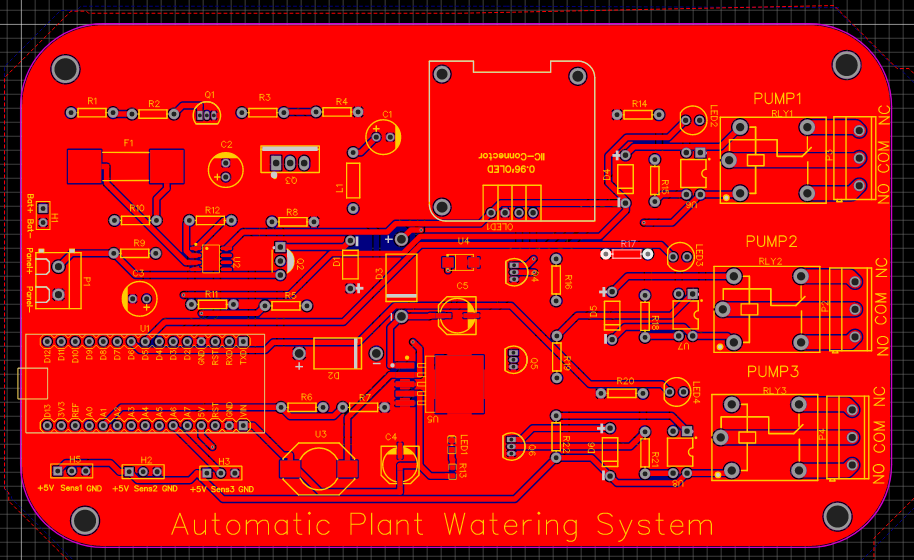 PUMP1
RLY1
NC
COM
NO
P3
LED2
R14
D4
R15
U6
R1
R2
Q1
R3
R4
C1
F1
C2
Q3
L1
IIC-Connector
0.96'OLED
OLED1
Bat+
Bat-
H1
R10
R12
R8
R9
U2
Q2
D1
D3
U4
Panel+
P1
C3
R11
R5
C5
R16
R17
LED3
PUMP2
RLY2
NC
COM
NO
P2
D5
R18
U7
U1
D12
D11
D10
D9
D8
D7
D6
D5
D4
D3
D2
GND
RST
RXD
TXD
D13
3V3
REF
A0
A1
A2
A3
A4
A5
A6
A7
5V
RST
GND
VIN
D2
Q5
R19
R20
LED4
PUMP3
RLY3
NC
COM
NO
P4
R6
R7
U5
U3
C4
LED1
R13
R22
D6
R21
U8
H5
H2
H3
+5V Sens1 GND
+5V Sens2 GND
+5V Sens3 GND
Automatic Plant Watering System